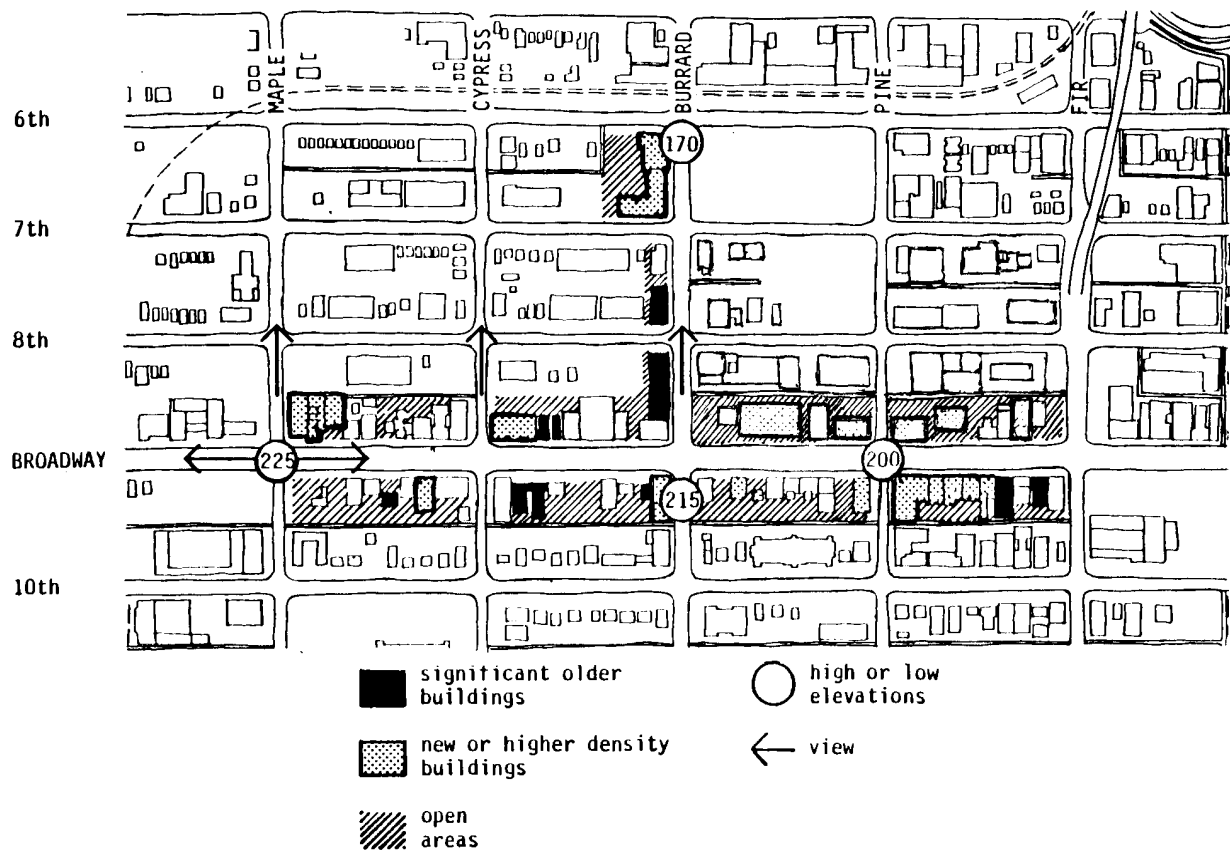 MAPLE
CYPRESS
BURRARD
PINE
FIR
6th
170
7th
8th
BROADWAY
225
200
215
10th
significant older
buildings
high or low
elevations
new or higher density
buildings
view
open
areas